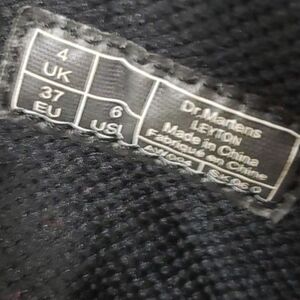 4
UK
37
EU
6
USL
Dr.Martens
LEYTON
Made in China
Fabriqué en Chine